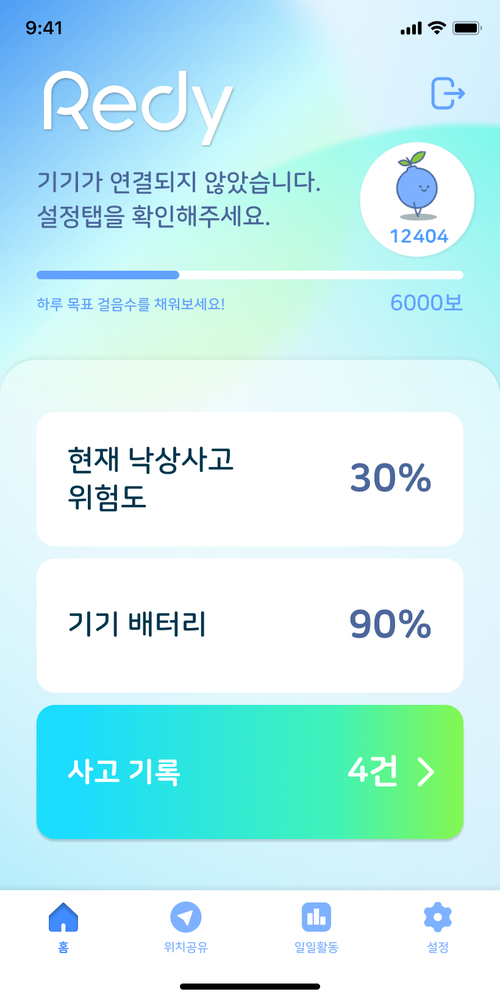 9:41
Redy
기기가 연결되지 않았습니다.
설정탭을 확인해주세요.
12404
하루 목표 걸음수를 채워보세요!
6000보
현재 낙상사고
위험도
30%
기기 배터리
90%
사고 기록
4건
홈
위치공유
일일활동
설정